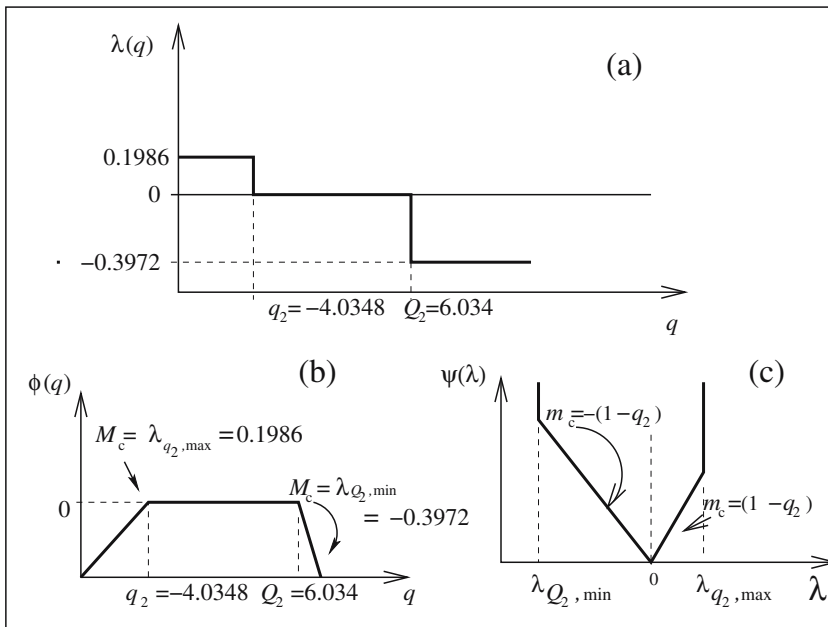 λ(q)
(a)
0.1986
0
−0.3972
q₂=−4.0348 Q₂=6.034
q
ϕ(q)
(b)
M_c= λ_{q₂,max}=0.1986
M_c= λ_{Q₂,min}
= −0.3972
0
q₂=−4.0348 Q₂=6.034 q
ψ(λ)
(c)
m_c=−(1−q₂)
m_c=(1 −q₂)
λ_{Q₂,min} 0 λ_{q₂,max} λ